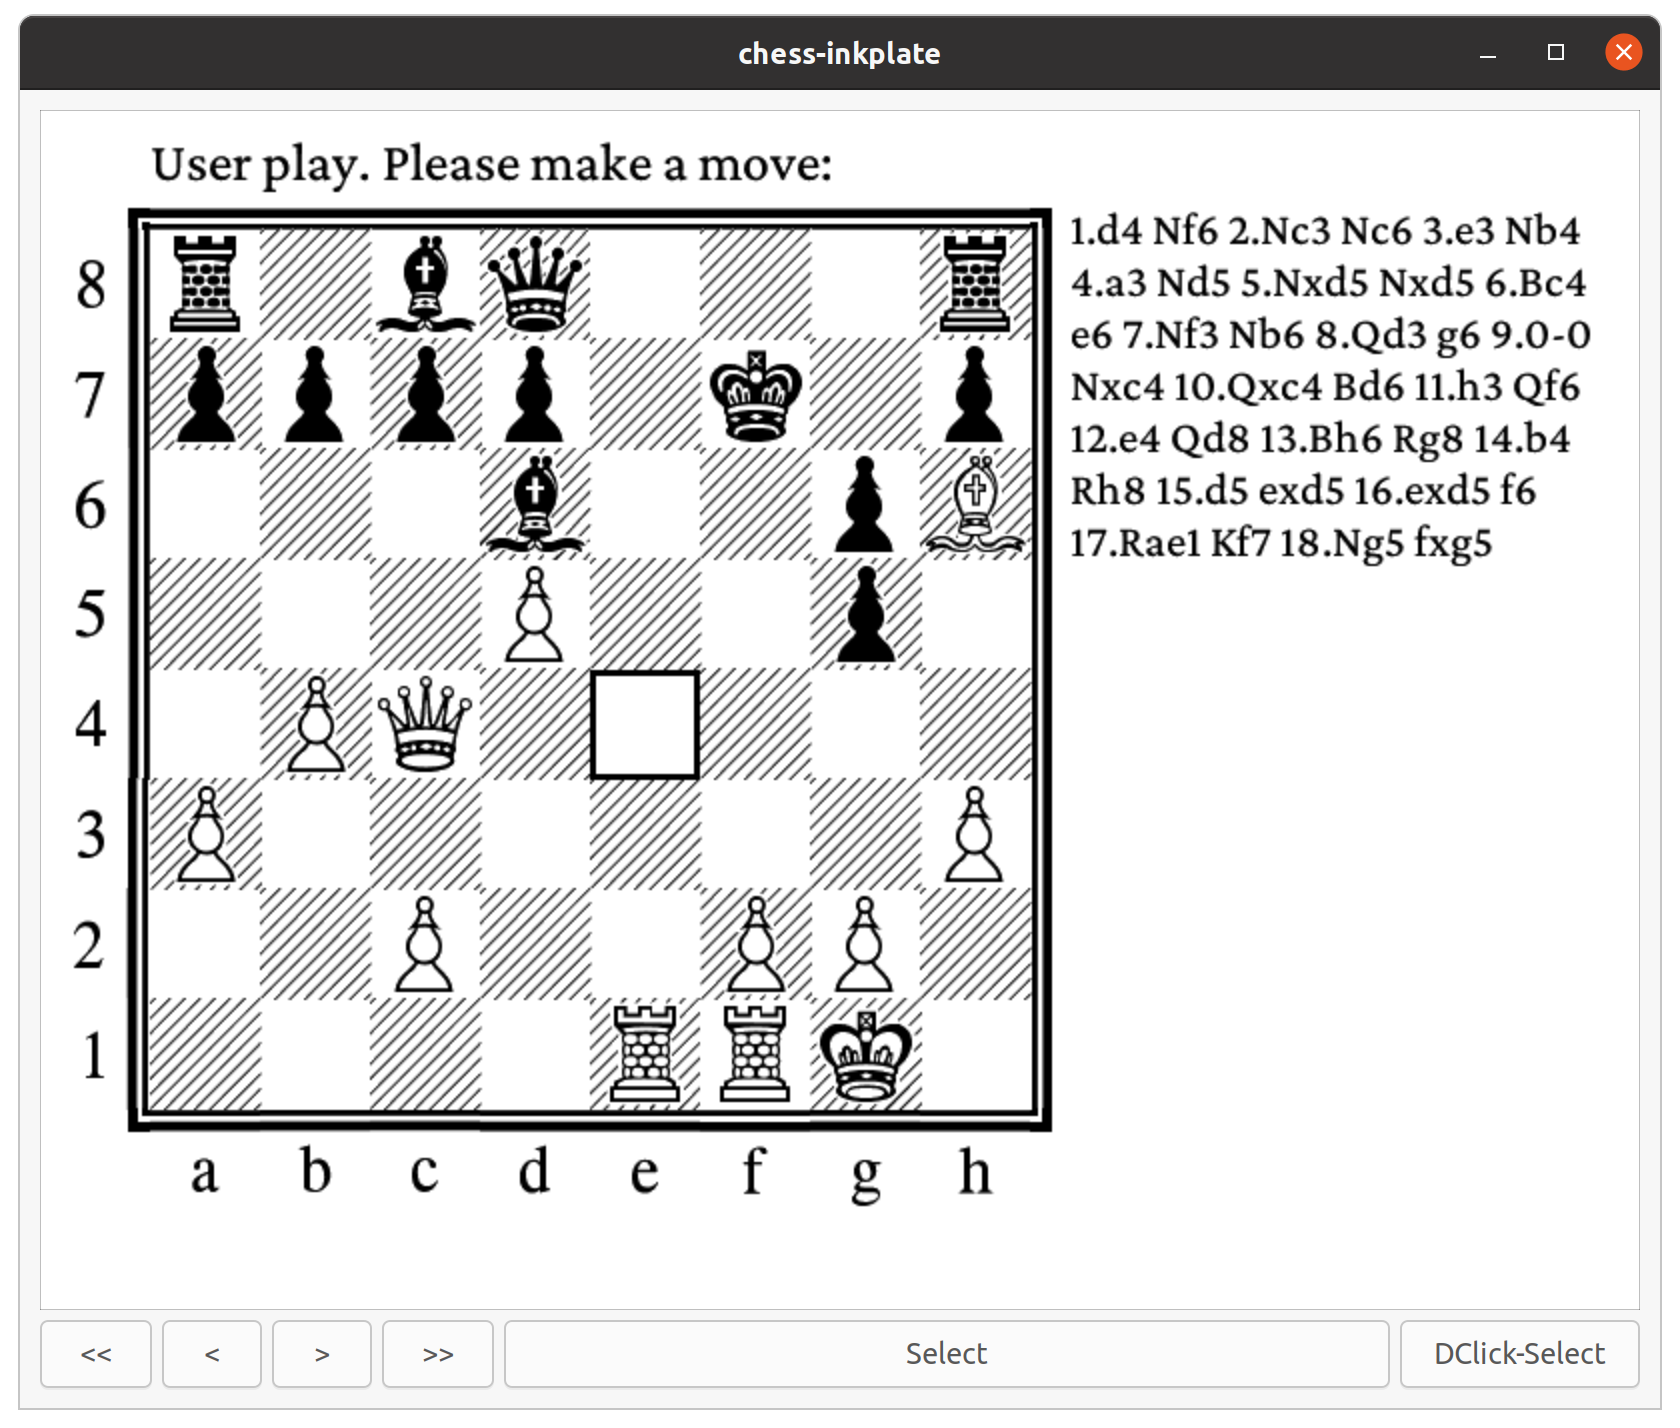 chess-inkplate
User play. Please make a move:
1.d4 Nf6 2.Nc3 Nc6 3.e3 Nb4
4.a3 Nd5 5.Nxd5 Nxd5 6.Bc4
e6 7.Nf3 Nb6 8.Qd3 g6 9.0-0
Nxc4 10.Qxc4 Bd6 11.h3 Qf6
12.e4 Qd8 13.Bh6 Rg8 14.b4
Rh8 15.d5 exd5 16.exd5 f6
17.Rae1 Kf7 18.Ng5 fxg5
8
7
6
5
4
3
2
1
a b c d e f g h
<< < > >> Select DClick-Select